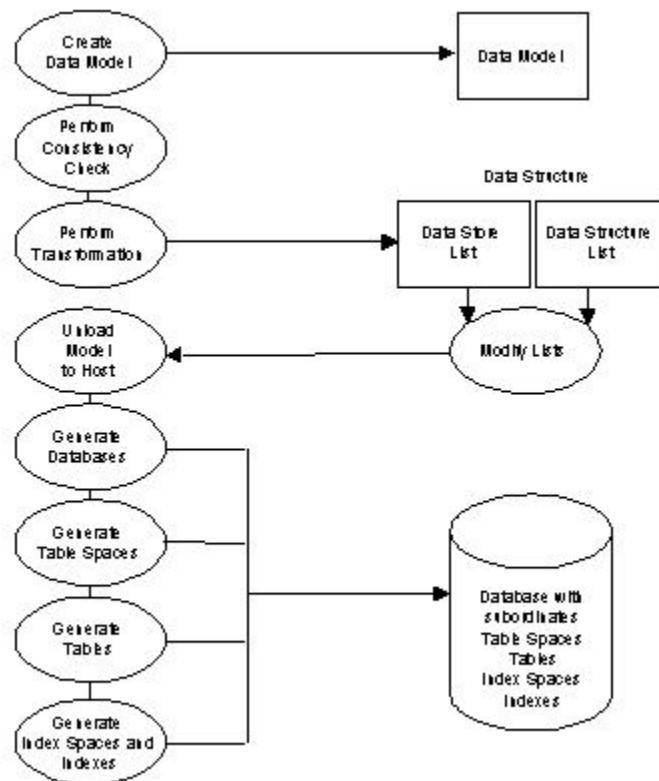 Create
Data Model
Data Model
Perform
Consistency
Check
Data Structure
Perform
Transformation
Data Store
List
Data Structure
List
Unload
Model
to Host
Modify Lists
Generate
Databases
Generate
Table Spaces
Generate
Tables
Generate
Index Spaces and
Indexes
Database with
subordinates
Table Spaces
Tables
Index Spaces
Indexes